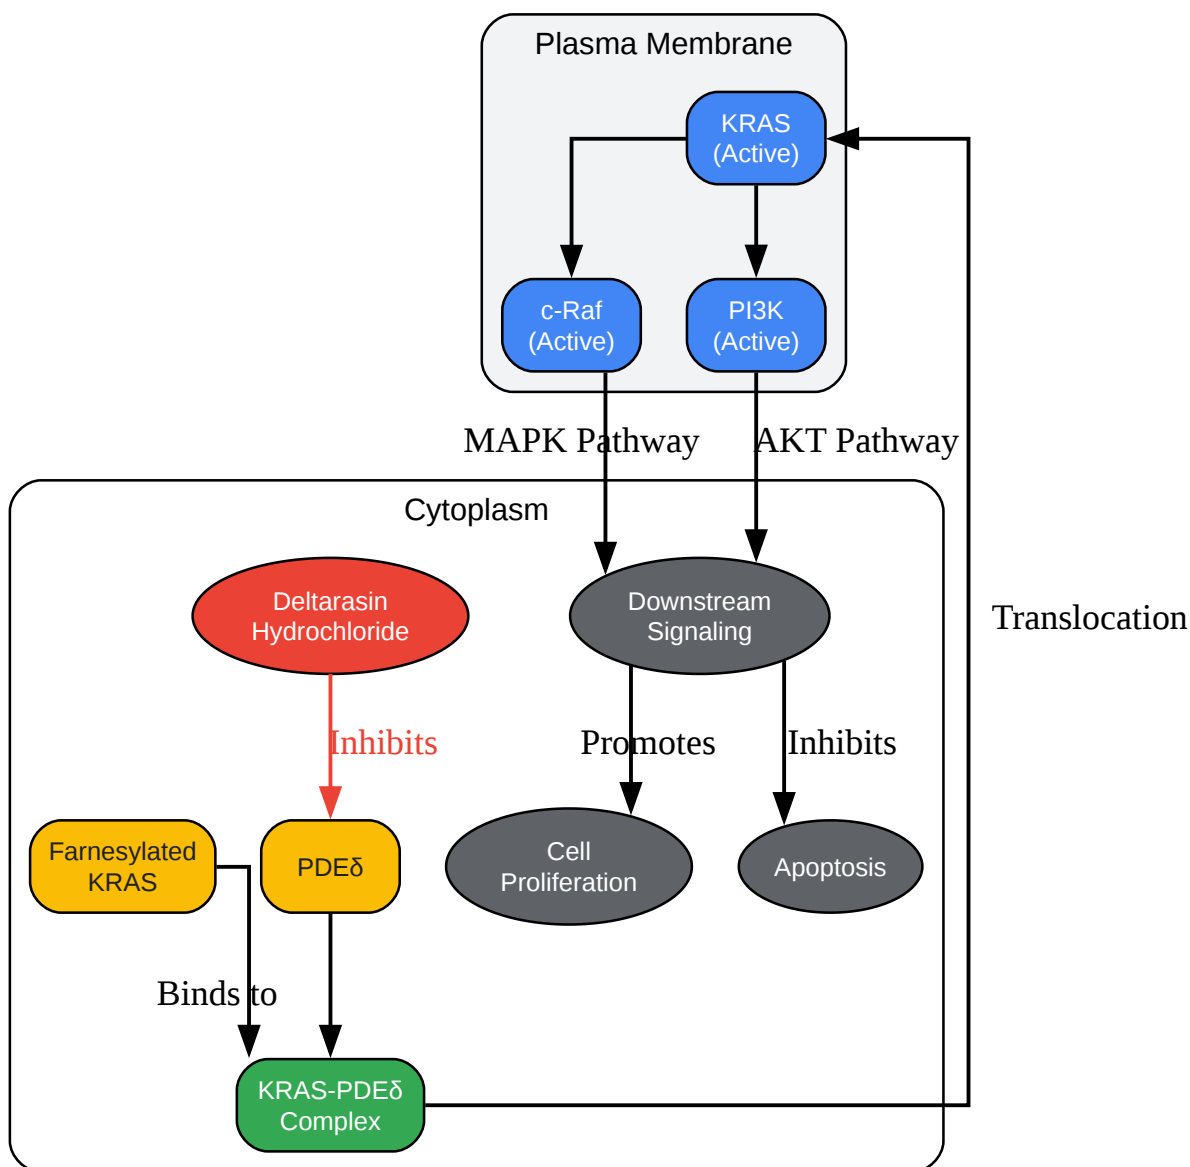 Plasma Membrane
KRAS
(Active)
c-Raf
(Active)
PI3K
(Active)
MAPK Pathway
AKT Pathway
Cytoplasm
Deltarasin
Hydrochloride
Downstream
Signaling
Translocation
Inhibits
Promotes
Inhibits
Farnesylated
KRAS
PDEδ
Cell
Proliferation
Apoptosis
Binds to
KRAS-PDEδ
Complex